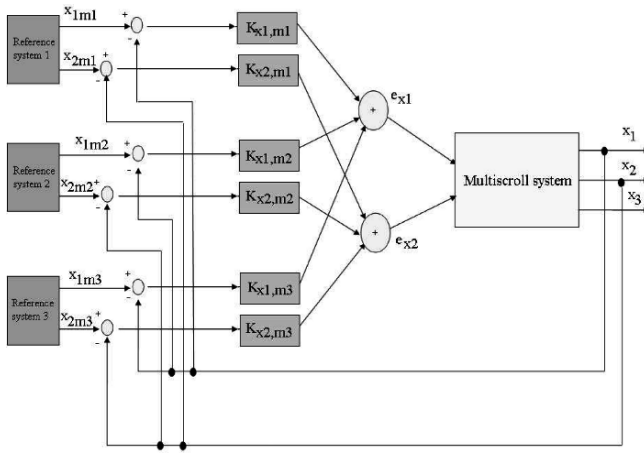 x1m1
+
-
Reference
system 1
x2m1
+
-
Kx1,m1
Kx2,m1
ex1
+
x1m2
+
-
Reference
system 2
x2m2
+
-
Kx1,m2
Kx2,m2
Multiscroll system
x1
x2
x3
+
ex2
x1m3
+
-
Reference
system 3
x2m3
+
-
Kx1,m3
Kx2,m3